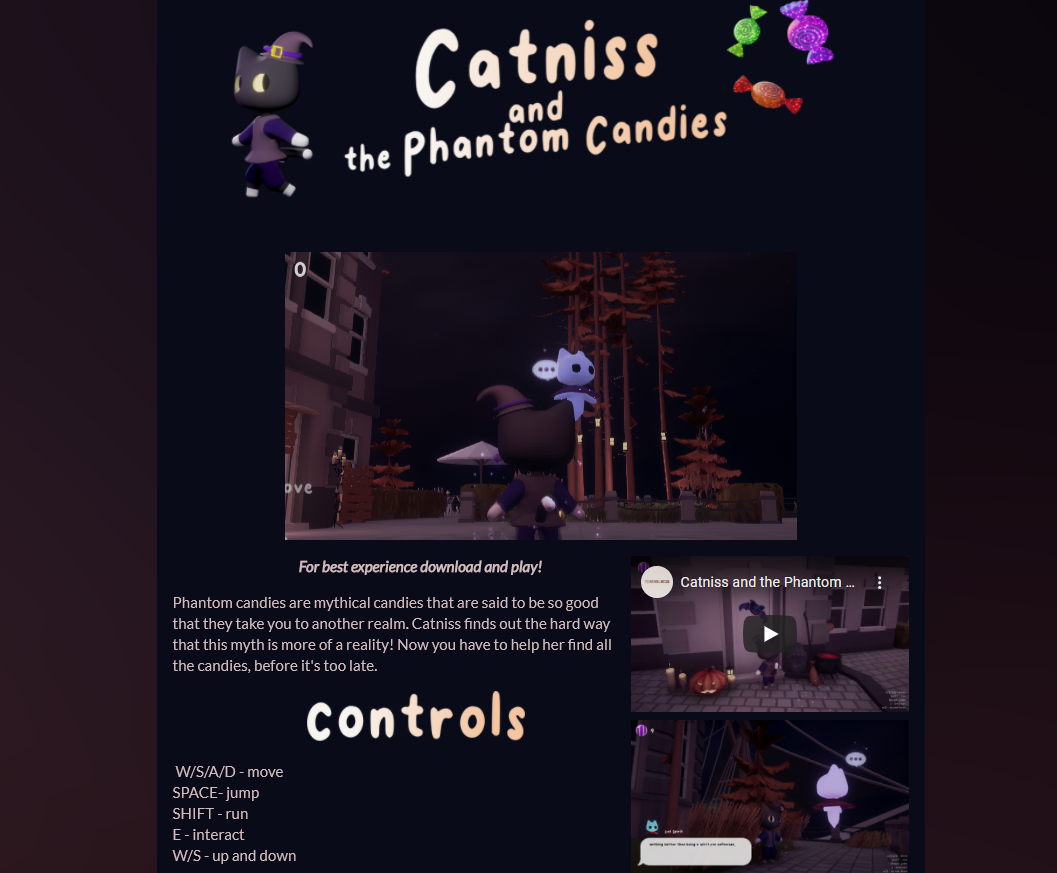 Catniss
and
the Phantom Candies
0
ove
For best experience download and play!
Phantom candies are mythical candies that are said to be so good
that they take you to another realm. Catniss finds out the hard way
that this myth is more of a reality! Now you have to help her find all
the candies, before it's too late.
Catniss and the Phantom ...
controls
W/S/A/D - move
SPACE- jump
SHIFT - run
E - interact
W/S - up and down